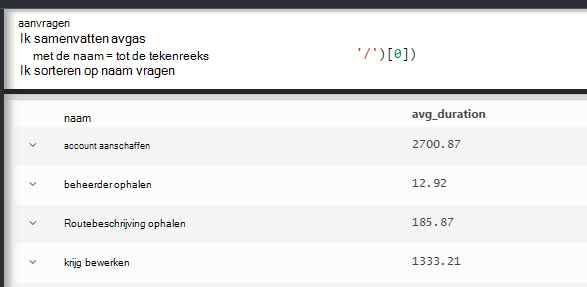 aanvragen
Ik samenvatten avgas
met de naam = tot de tekenreeks '/')[0])
Ik sorteren op naam vragen
naam avg_duration
account aanschaffen 2700.87
beheerder ophalen 12.92
Routebeschrijving ophalen 185.87
krijg bewerken 1333.21